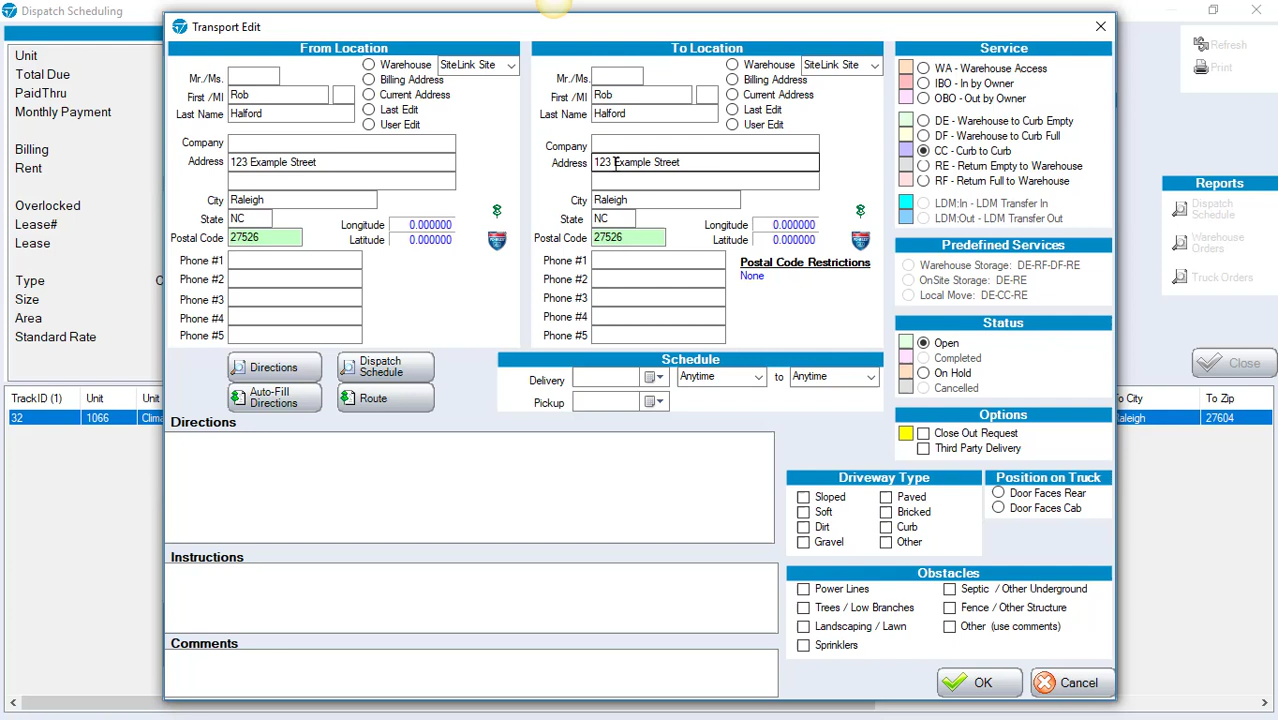 Dispatch Scheduling
Unit
Total Due
PaidThru
Monthly Payment
Billing
Rent
Overlocked
Lease#
Lease
Type
Size
Area
Standard Rate
Transport Edit
From Location
Warehouse
SiteLink Site
Mr./Ms.
Billing Address
First /MI
Rob
Current Address
Last Name
Halford
Last Edit
User Edit
Company
Address
123 Example Street
City
Raleigh
State
NC
Longitude
0.000000
Postal Code
27526
Latitude
0.000000
Phone #1
Phone #2
Phone #3
Phone #4
Phone #5
To Location
Warehouse
SiteLink Site
Mr./Ms.
Billing Address
First /MI
Rob
Current Address
Last Name
Halford
Last Edit
User Edit
Company
Address
123 Example Street
City
Raleigh
State
NC
Longitude
0.000000
Postal Code
27526
Latitude
0.000000
Phone #1
Phone #2
Phone #3
Phone #4
Phone #5
Postal Code Restrictions
None
Directions
Dispatch
Schedule
Auto-Fill
Directions
Route
Schedule
Delivery
Anytime
to
Anytime
Pickup
Directions
Instructions
Comments
Service
WA - Warehouse Access
IBO - In by Owner
OBO - Out by Owner
DE - Warehouse to Curb Empty
DF - Warehouse to Curb Full
CC - Curb to Curb
RE - Return Empty to Warehouse
RF - Return Full to Warehouse
LDM:In - LDM Transfer In
LDM:Out - LDM Transfer Out
Predefined Services
Warehouse Storage: DE-RF-DF-RE
OnSite Storage: DE-RE
Local Move: DE-CC-RE
Status
Open
Completed
On Hold
Cancelled
Options
Close Out Request
Third Party Delivery
Driveway Type
Sloped
Paved
Soft
Bricked
Dirt
Curb
Gravel
Other
Position on Truck
Door Faces Rear
Door Faces Cab
Obstacles
Power Lines
Septic / Other Underground
Trees / Low Branches
Fence / Other Structure
Landscaping / Lawn
Other (use comments)
Sprinklers
OK
Cancel
Refresh
Print
Reports
Dispatch
Schedule
Warehouse
Orders
Truck Orders
Close
TrackID (1)
Unit
Unit
32
1066
Clima
To City
To Zip
Raleigh
27604